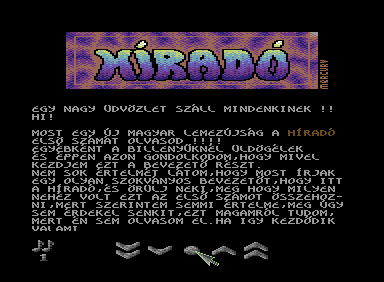 HÍRADÓ
MERCURY
EGY NAGY ÜDVÖZLET SZÁLL MINDENKINEK !!
HI!
MOST EGY ÚJ MAGYAR LEMEZÚJSÁG A HÍRADÓ
ELSŐ SZÁMÁT OLVASOD !!!!
EGYÉBKÉNT A BILLENYŰKNÉL ÜLDÖGÉLEK
ÉS ÉPPEN AZON GONDOLKODOM,HOGY MIVEL
KEZDJEM EZT A BEVEZETŐ RÉSZT.
NEM SOK ÉRTELMÉT LÁTOM,HOGY MOST ÍRJAK
EGY OLYAN SZOKVÁNYOS BEVEZETŐT,HOGY ITT
A HÍRADÓ,ÉS ÖRÜLJ NEKI,MEG HOGY MILYEN
NEHÉZ VOLT EZT AZ ELSŐ SZÁMOT ÖSSZEHOZ-
NI,MERT SZERINTEM SEMMI ÉRTELME,MEG ÚGY
SEM ÉRDEKEL SENKIT,EZT MAGAMRÓL TUDOM,
MERT ÉN SEM OLVASOM EL.HA ÍGY KEZDŐDIK
VALAMI
1